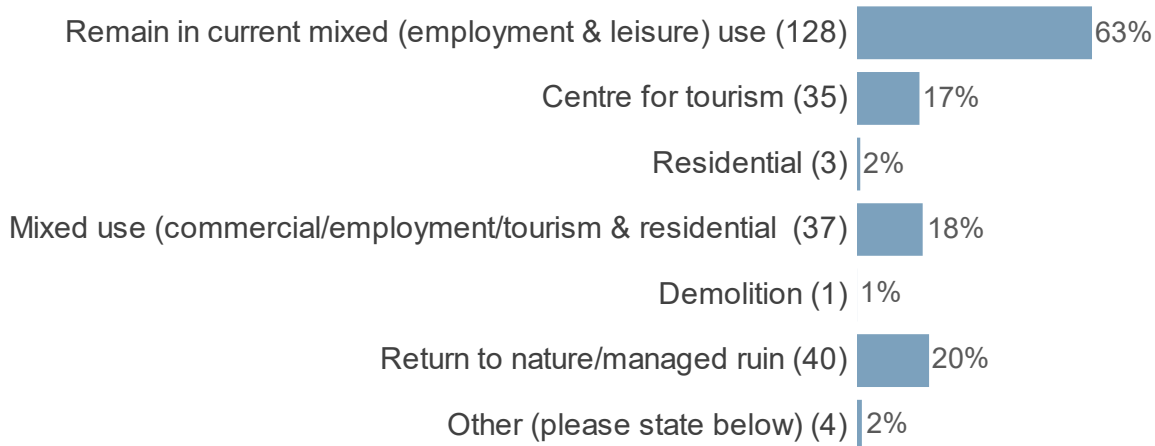 Remain in current mixed (employment & leisure) use (128) 63%
Centre for tourism (35) 17%
Residential (3) 2%
Mixed use (commercial/employment/tourism & residential  (37) 18%
Demolition (1) 1%
Return to nature/managed ruin (40) 20%
Other (please state below) (4) 2%